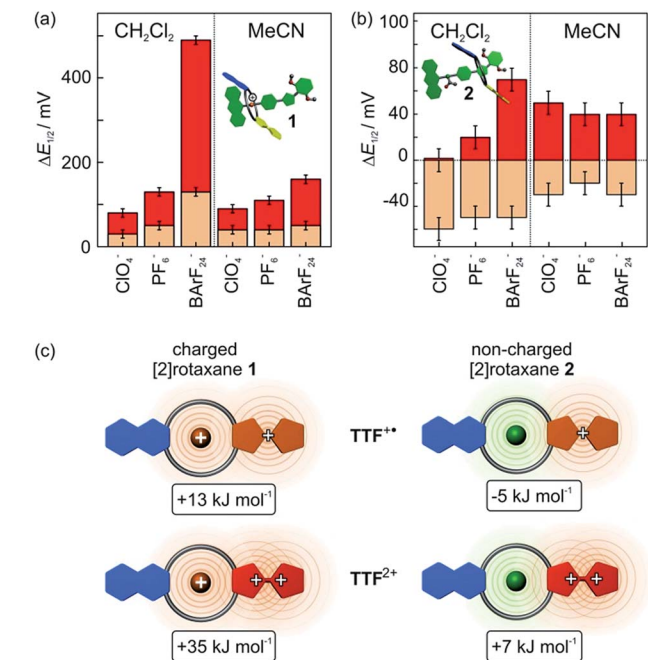 (a)
CH₂Cl₂ MeCN
ΔE₁/₂/ mV
400
200
0
1
ClO₄⁻
PF₆⁻
BArF₂₄⁻
ClO₄⁻
PF₆⁻
BArF₂₄⁻
(b)
CH₂Cl₂ MeCN
ΔE₁/₂/ mV
100
80
40
0
-40
2
ClO₄⁻
PF₆⁻
BArF₂₄⁻
ClO₄⁻
PF₆⁻
BArF₂₄⁻
(c)
charged
[2]rotaxane 1
non-charged
[2]rotaxane 2
+ +
TTF⁺•
+
+13 kJ mol⁻¹
-5 kJ mol⁻¹
+ + +
TTF²⁺
+ +
+35 kJ mol⁻¹
+7 kJ mol⁻¹